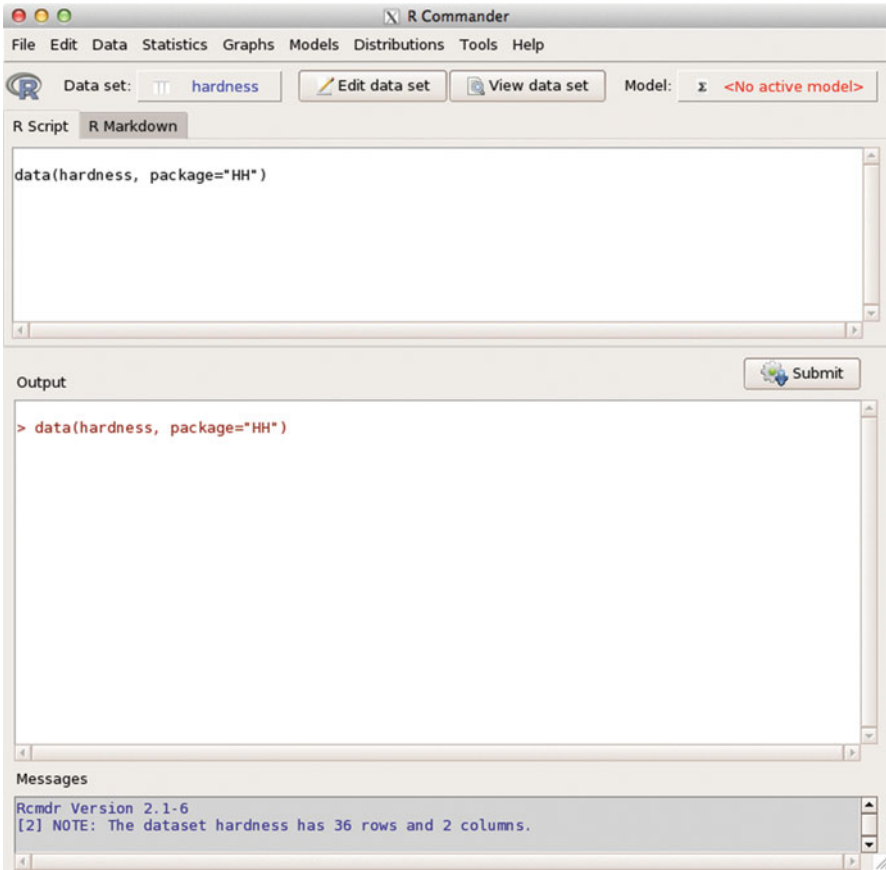 R Commander
File Edit Data Statistics Graphs Models Distributions Tools Help
R Data set: hardness Edit data set View data set Model: Σ <No active model>
R Script R Markdown
data(hardness, package="HH")
Submit
Output
> data(hardness, package="HH")
Messages
Rcmdr Version 2.1-6
[2] NOTE: The dataset hardness has 36 rows and 2 columns.